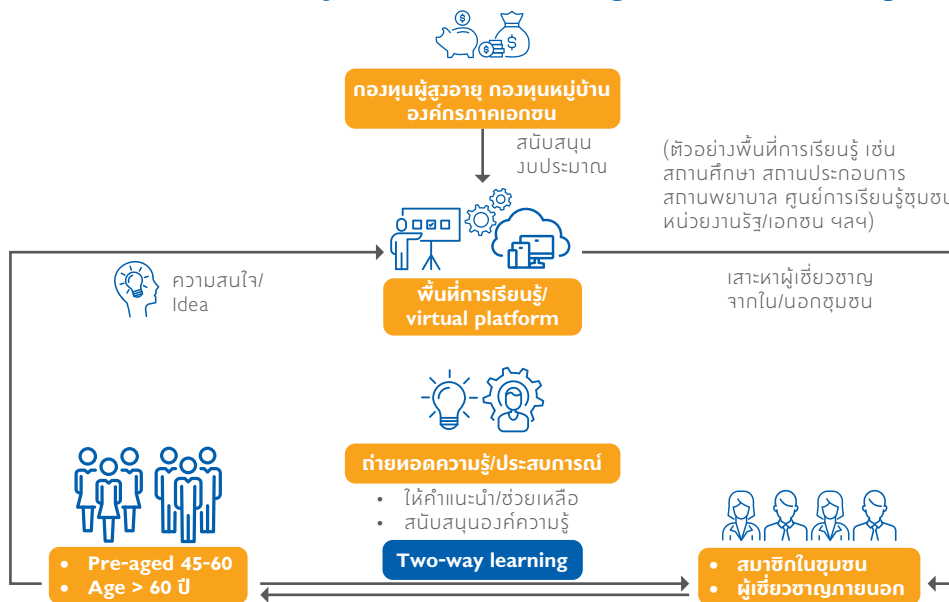 กองทุนผู้สูงอายุ กองทุนหมู่บ้าน
องค์กรภาคเอกชน
สนับสนุน
งบประมาณ
(ตัวอย่างพื้นที่การเรียนรู้ เช่น
สถานศึกษา สถานประกอบการ
สถานพยาบาล ศูนย์การเรียนรู้ชุมชน
หน่วยงานรัฐ/เอกชน ฯลฯ)
ความสนใจ/
Idea
พื้นที่การเรียนรู้/
virtual platform
เสาะหาผู้เชี่ยวชาญ
จากใน/นอกชุมชน
ถ่ายทอดความรู้/ประสบการณ์
• ให้คำแนะนำ/ช่วยเหลือ
• สนับสนุนองค์ความรู้
Two-way learning
• Pre-aged 45-60
• Age > 60 ปี
• สมาชิกในชุมชน
• ผู้เชี่ยวชาญภายนอก